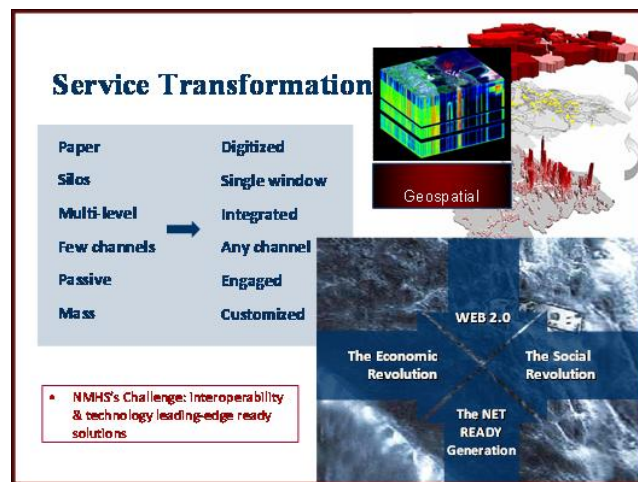 Service Transformation
Paper
Digitized
Silos
Single window
Multi-level
Integrated
Few channels
Any channel
Passive
Engaged
Mass
Customized
• NMHS's Challenge: interoperability
& technology leading-edge ready
solutions
Geospatial
WEB 2.0
The Economic
Revolution
The Social
Revolution
The NET
READY
Generation